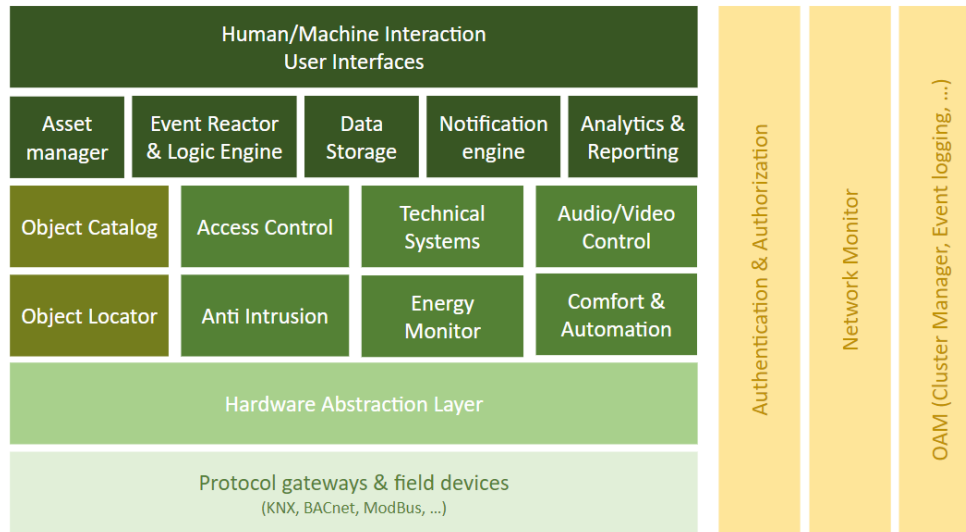 Human/Machine Interaction
User Interfaces
Asset
manager
Event Reactor
& Logic Engine
Data
Storage
Notification
engine
Analytics &
Reporting
Object Catalog
Access Control
Technical
Systems
Audio/Video
Control
Object Locator
Anti Intrusion
Energy
Monitor
Comfort &
Automation
Hardware Abstraction Layer
Protocol gateways & field devices
(KNX, BACnet, ModBus, ...)
Authentication & Authorization
Network Monitor
OAM (Cluster Manager, Event logging, ...)